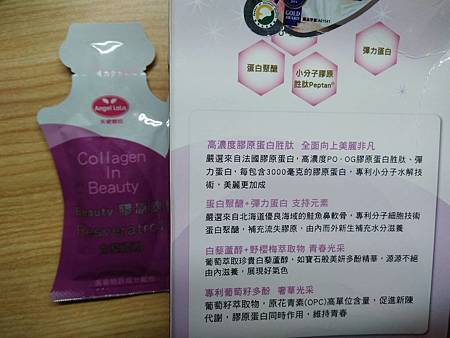 Angel LaLa
天使娜拉
Collagen
In
Beauty
Beauty 膠原
Resveratrol
蛋白聚醣
小分子膠原
胜肽Peptan®
彈力蛋白
高濃度膠原蛋白胜肽 全面向上美麗非凡
嚴選來自法國膠原蛋白，高濃度PO、OG膠原蛋白胜肽、彈
力蛋白，每包含3000毫克的膠原蛋白，專利小分子水解技
術，美麗更加成
蛋白聚醣+彈力蛋白 支持元素
嚴選來自北海道優良海域的鮭魚鼻軟骨，專利小分子細胞技術
蛋白聚醣，補充流失膠原，由內而外新生補充水分滋養
白藜蘆醇+野櫻莓萃取物 青春光采
葡萄萃取珍貴白藜蘆醇，如寶石般美妍多酚精華，源源不絕
由內滋養，展現好氣色
專利葡萄籽多酚 奢華光采
葡萄籽萃取物，原花青素(OPC)高單位含量，促進新陳
代謝，膠原蛋白同時作用，維持青春